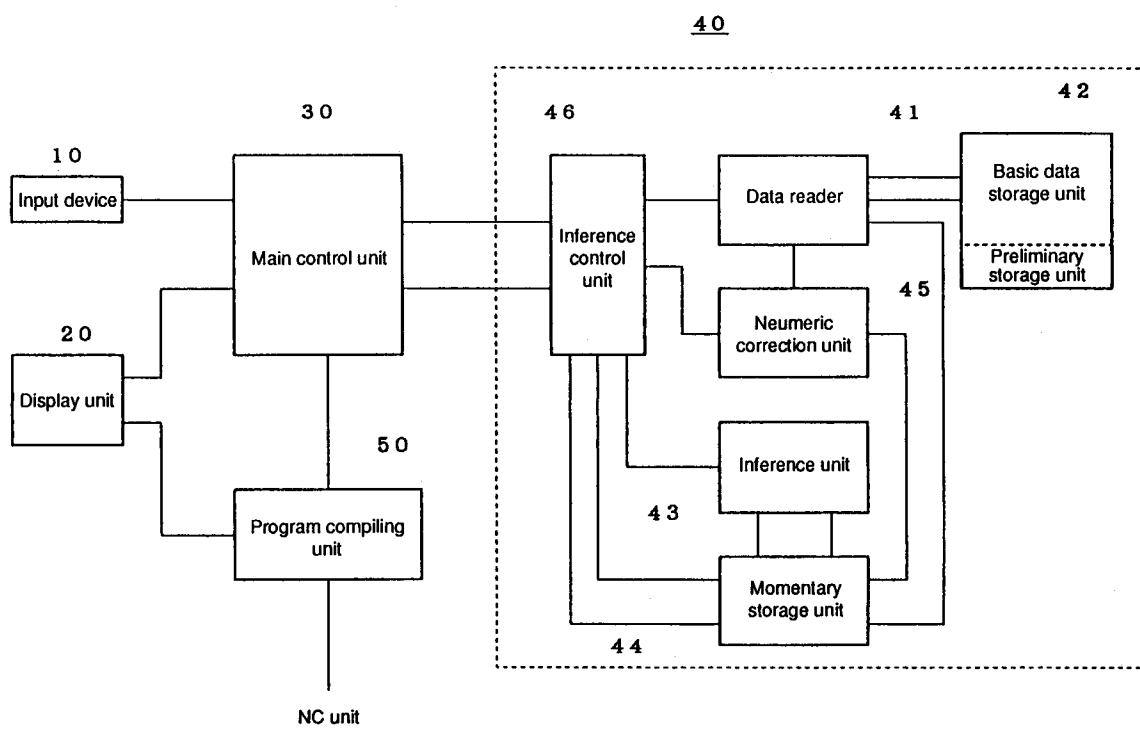 40
42
30
46
41
10
Input device
Main control unit
Inference
control
unit
Data reader
Basic data
storage unit
Preliminary
storage unit
45
20
Neumeric
correction unit
Display unit
50
Inference unit
43
Program compiling
unit
Momentary
storage unit
44
NC unit